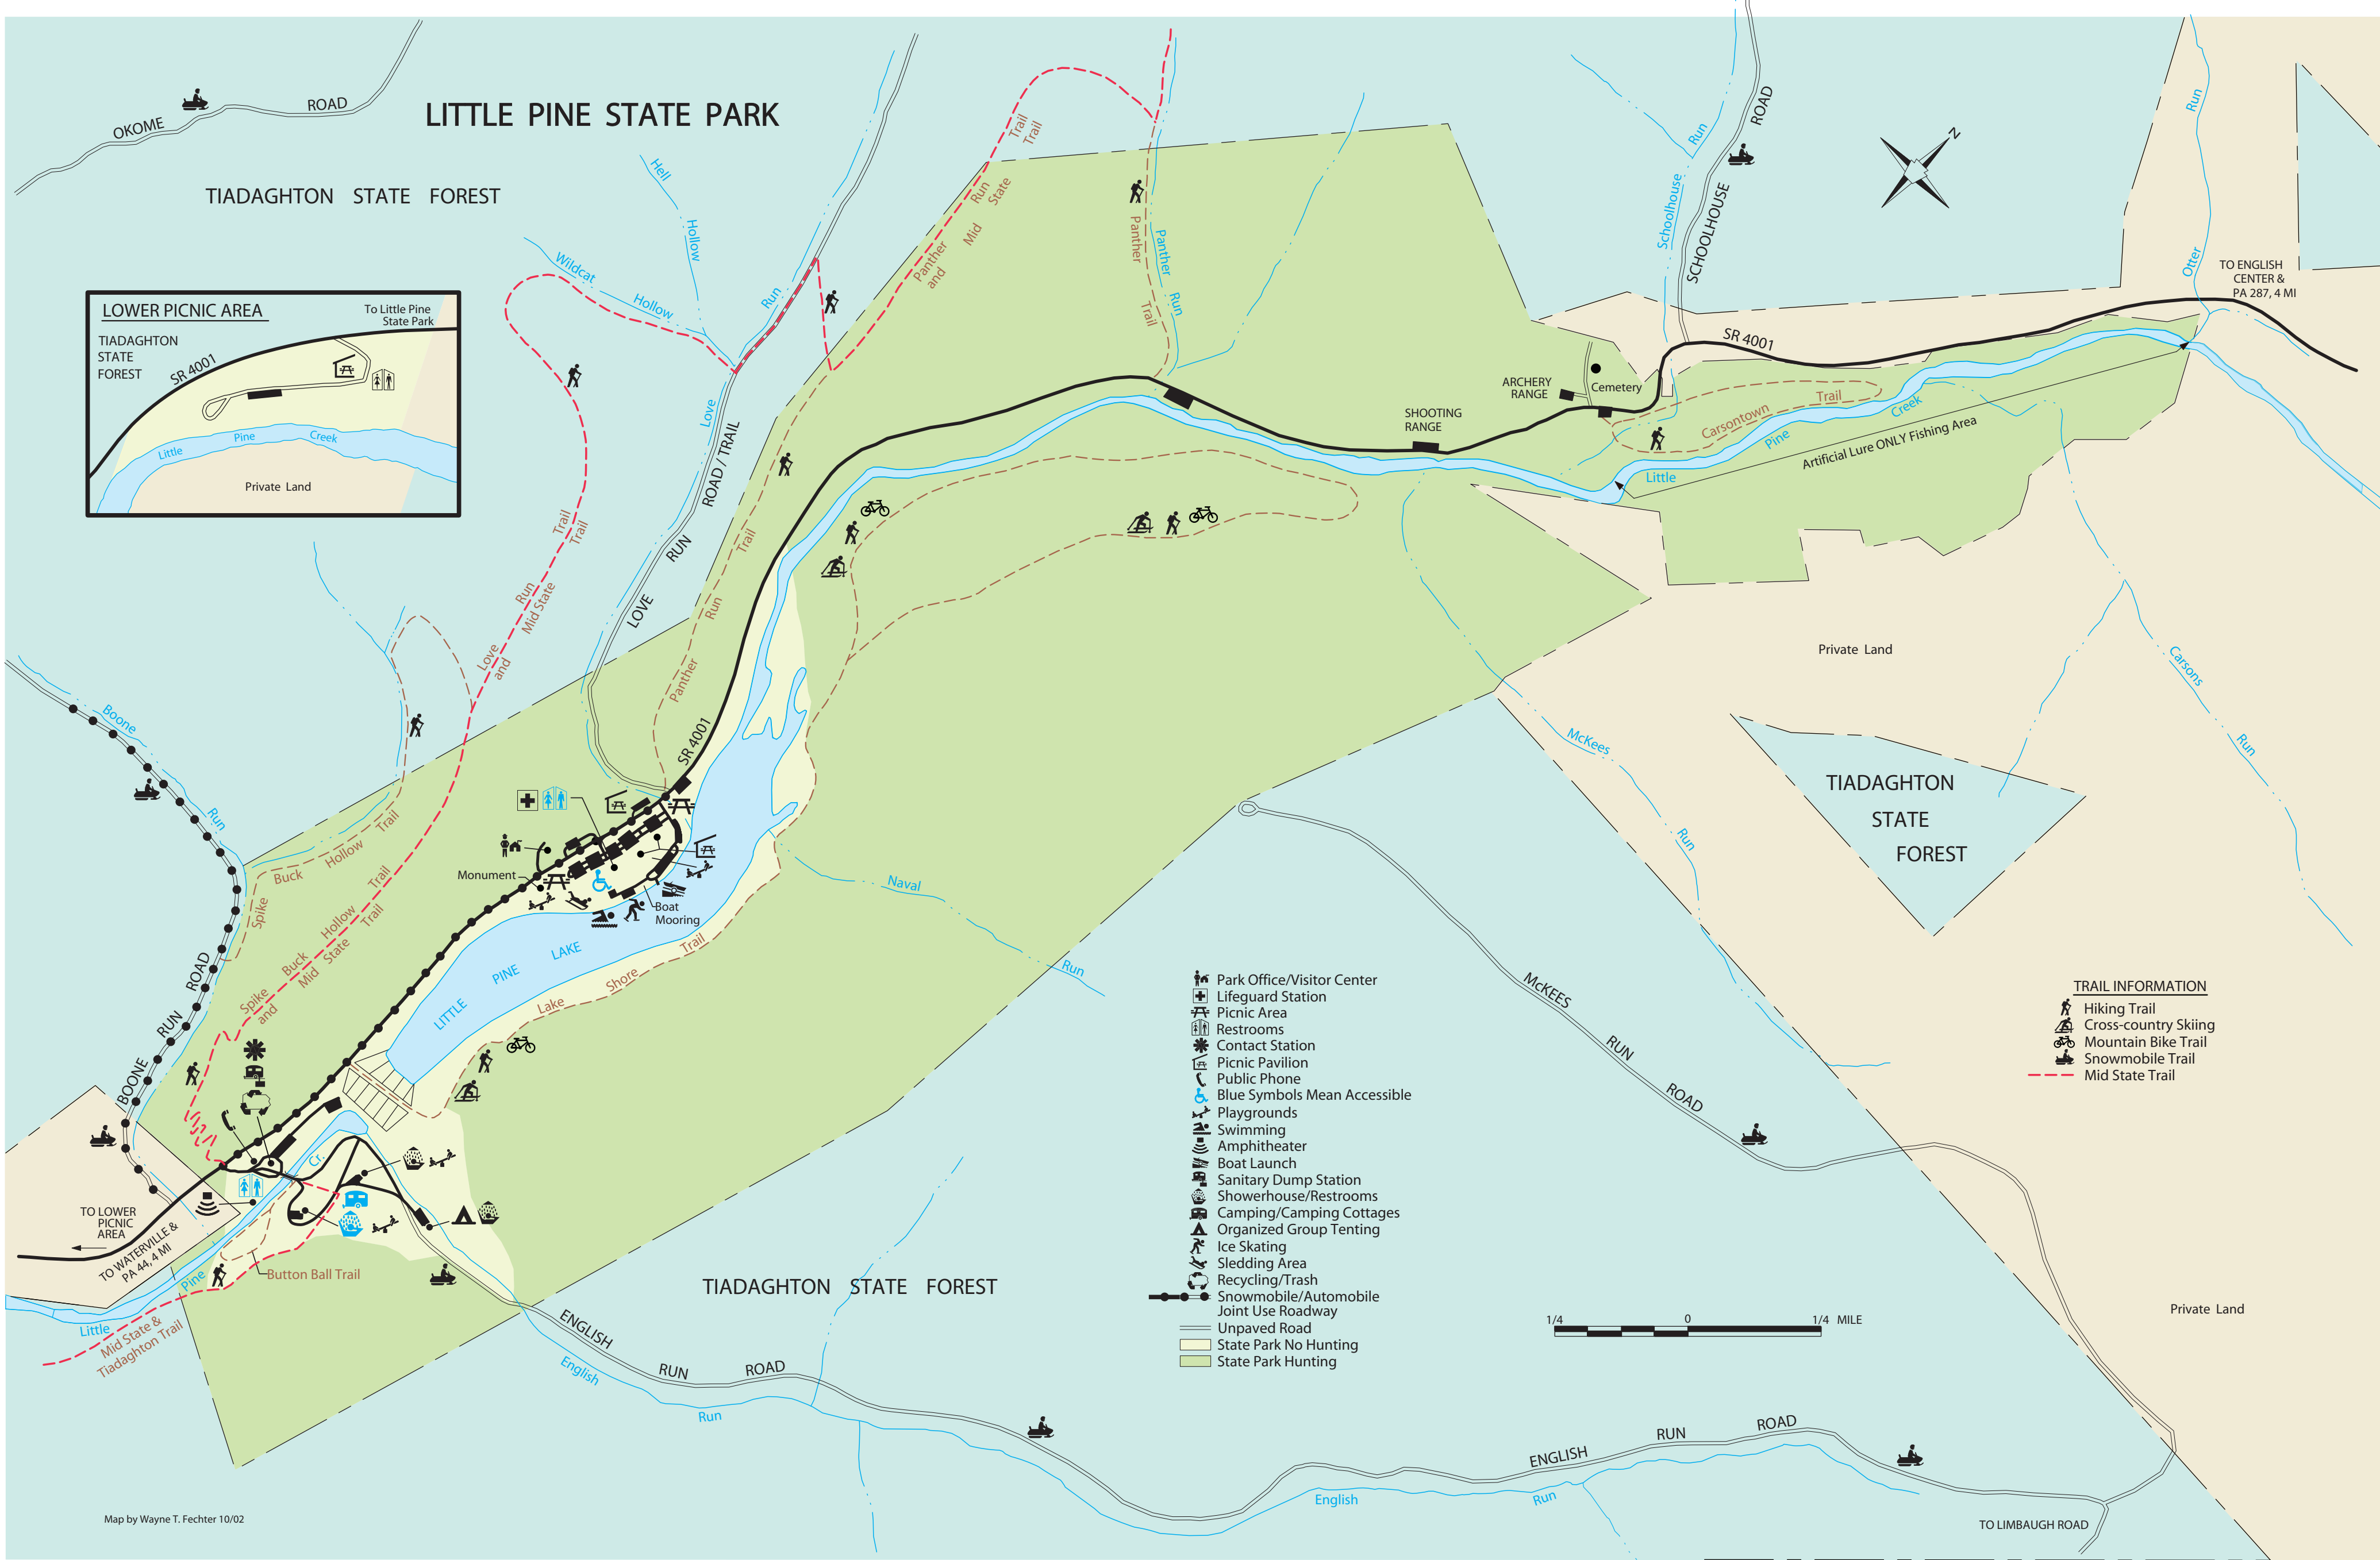 LITTLE PINE STATE PARK
OKOME ROAD
TIADAGHTON STATE FOREST
LOWER PICNIC AREA
To Little Pine
State Park
TIADAGHTON
STATE
FOREST
SR 4001
Little Pine Creek
Private Land
Hell Hollow
Wildcat Hollow
Love Run
LOVE RUN ROAD / TRAIL
Panther Run Trail
and Mid State Trail
Panther Trail
Panther Run
Schoolhouse Run
SCHOOLHOUSE ROAD
N
Otter Run
TO ENGLISH
CENTER &
PA 287, 4 MI
SR 4001
ARCHERY
RANGE
Cemetery
SHOOTING
RANGE
Carsontown Trail
Little Pine Creek
Artificial Lure ONLY Fishing Area
Love Run Trail
and Mid State Trail
Panther Run Trail
SR 4001
Boone Run
BOONE RUN ROAD
Spike Buck Hollow Trail
Spike Buck Hollow Trail
and Mid State Trail
Monument
Boat
Mooring
LITTLE PINE LAKE
Lake Shore Trail
Naval Run
McKees Run
McKEES RUN ROAD
Private Land
Carsons Run
TIADAGHTON
STATE
FOREST
Park Office/Visitor Center
Lifeguard Station
Picnic Area
Restrooms
Contact Station
Picnic Pavilion
Public Phone
Blue Symbols Mean Accessible
Playgrounds
Swimming
Amphitheater
Boat Launch
Sanitary Dump Station
Showerhouse/Restrooms
Camping/Camping Cottages
Organized Group Tenting
Ice Skating
Sledding Area
Recycling/Trash
Snowmobile/Automobile
Joint Use Roadway
Unpaved Road
State Park No Hunting
State Park Hunting
TRAIL INFORMATION
Hiking Trail
Cross-country Skiing
Mountain Bike Trail
Snowmobile Trail
Mid State Trail
1/4 0 1/4 MILE
Private Land
TO LOWER
PICNIC
AREA
TO WATERVILLE &
PA 44, 4 MI
Little Pine Cr.
Button Ball Trail
Mid State &
Tiadaghton Trail
TIADAGHTON STATE FOREST
ENGLISH RUN ROAD
English Run
ENGLISH RUN ROAD
English Run
TO LIMBAUGH ROAD
Map by Wayne T. Fechter 10/02